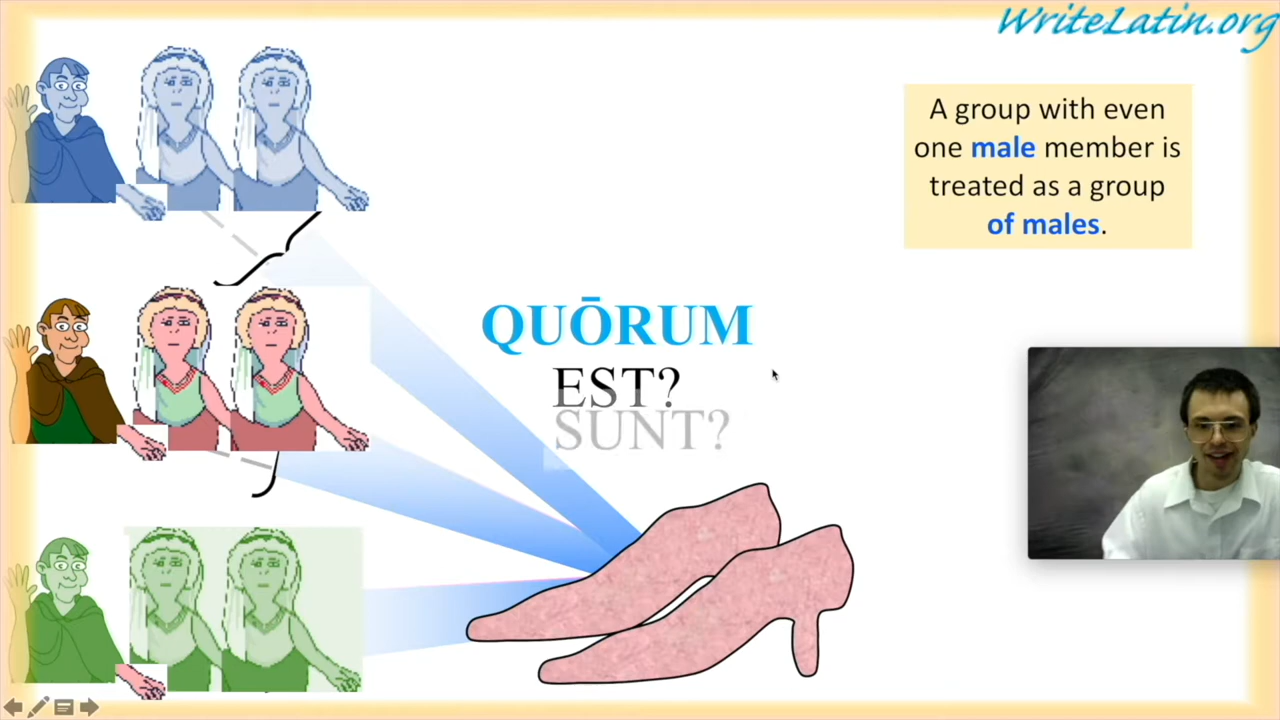 WriteLatin.org
A group with even
one male member is
treated as a group
of males.
QUŌRUM
EST?
SUNT?